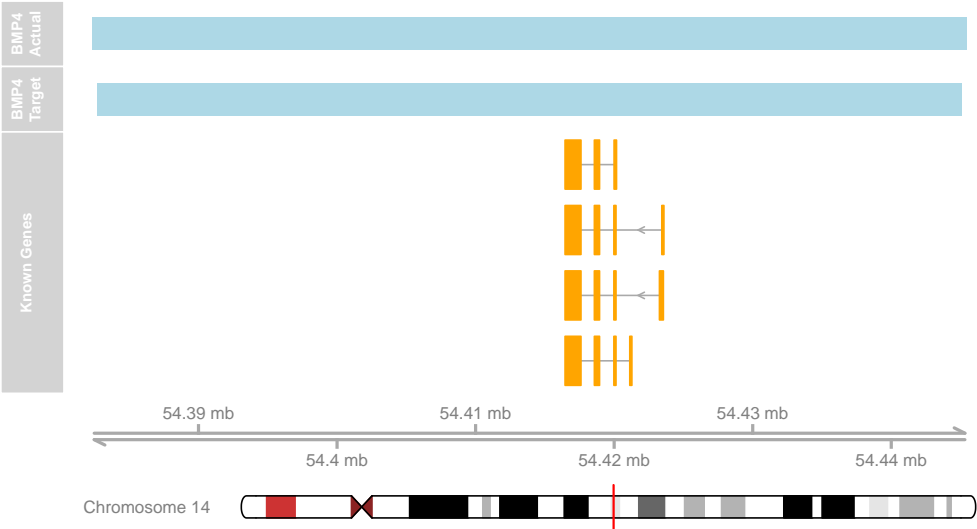 BMP4
Actual
BMP4
Target
Known Genes
54.39 mb
54.41 mb
54.43 mb
54.4 mb
54.42 mb
54.44 mb
Chromosome 14